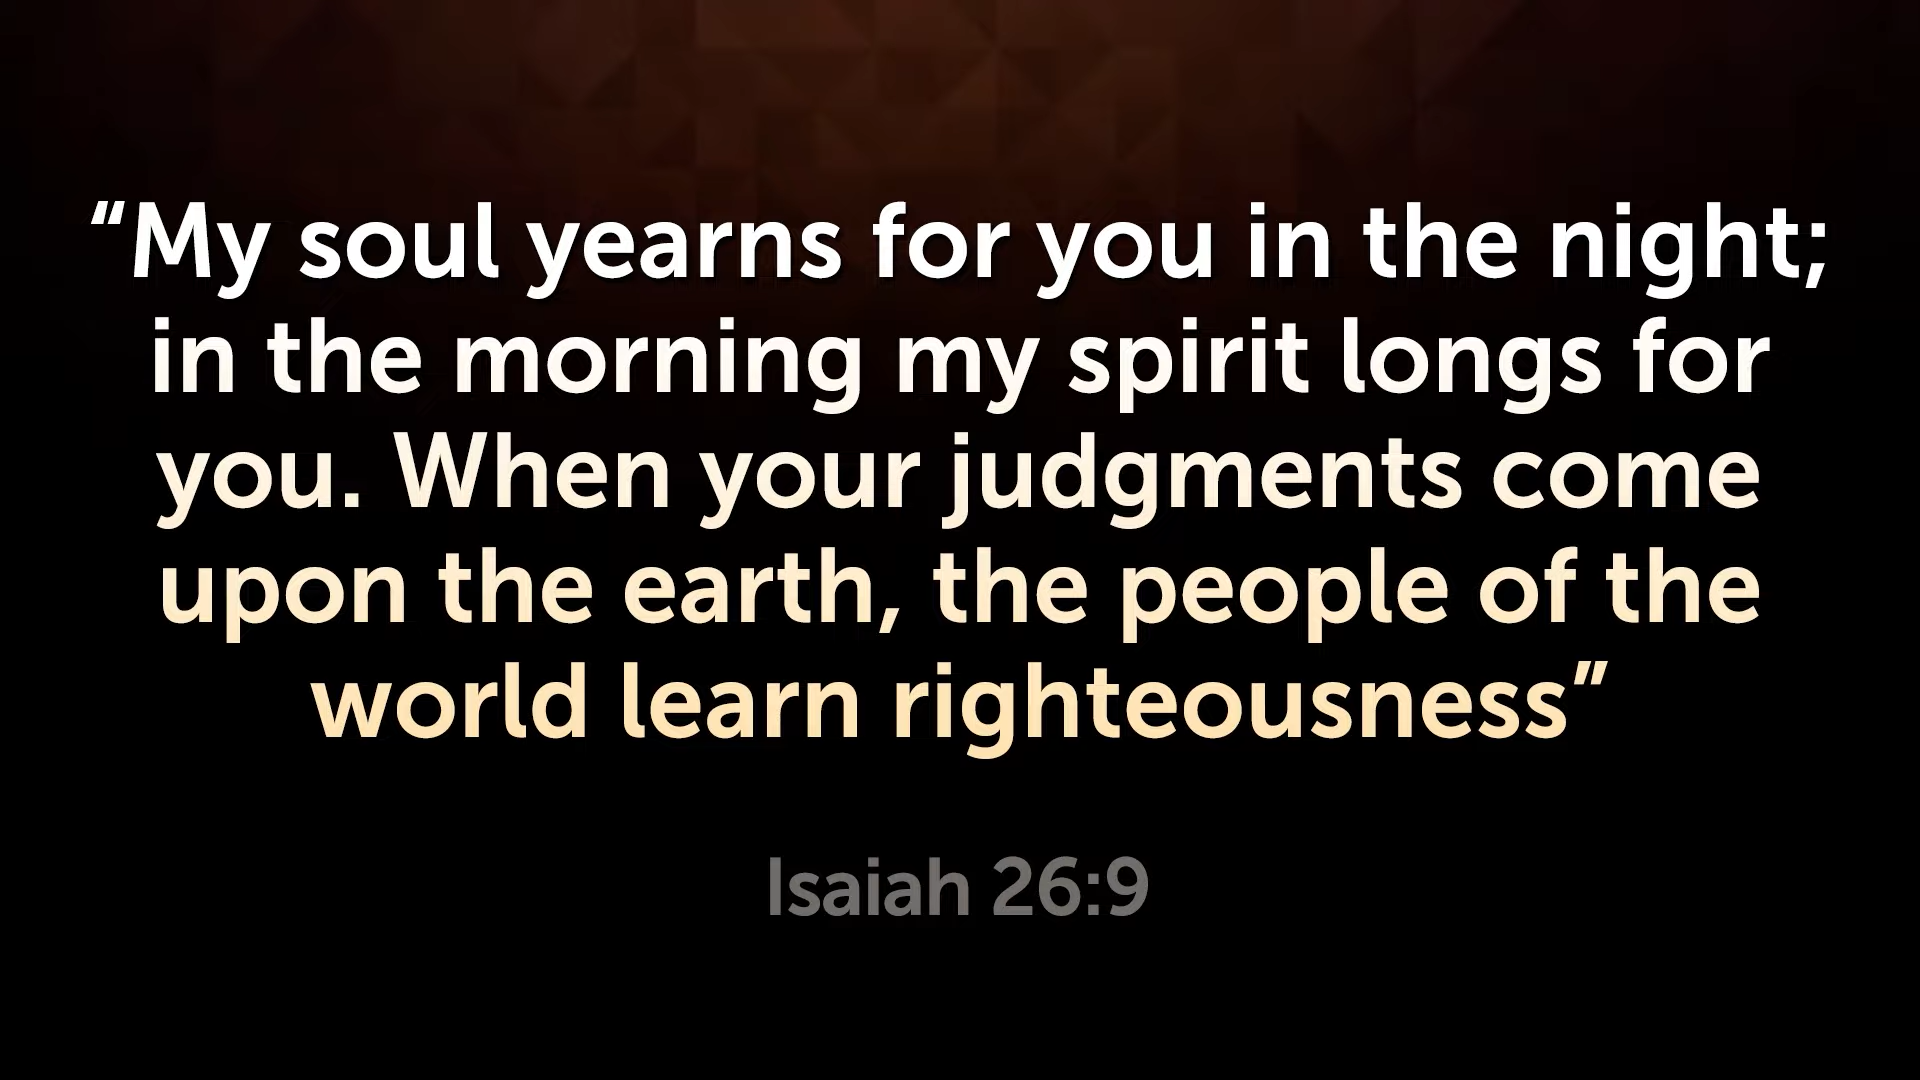 “My soul yearns for you in the night;
in the morning my spirit longs for
you. When your judgments come
upon the earth, the people of the
world learn righteousness”
Isaiah 26:9